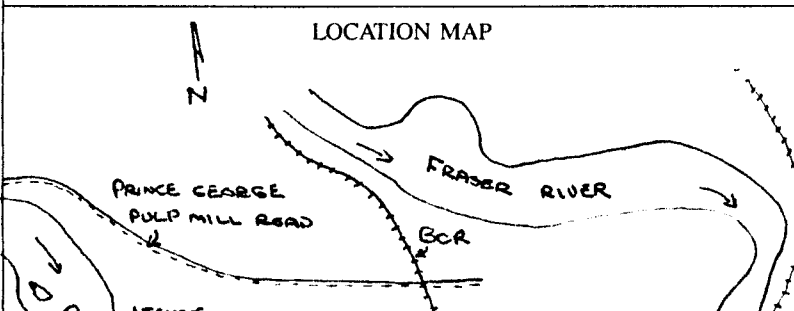 LOCATION MAP
N
FRASER RIVER
PRINCE GEORGE
PULP MILL ROAD
BCR